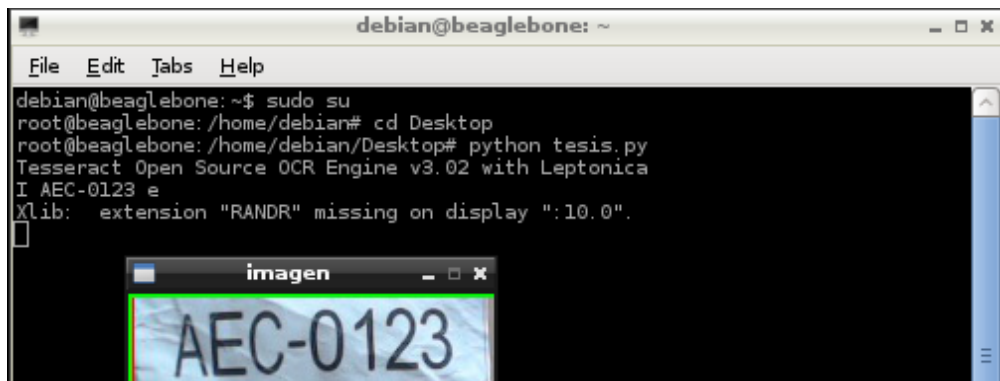 debian@beaglebone: ~
File Edit Tabs Help
debian@beaglebone:~$ sudo su
root@beaglebone:/home/debian# cd Desktop
root@beaglebone:/home/debian/Desktop# python tesis.py
Tesseract Open Source OCR Engine v3.02 with Leptonica
I AEC-0123 e
Xlib:  extension "RANDR" missing on display ":10.0".
imagen
AEC-0123